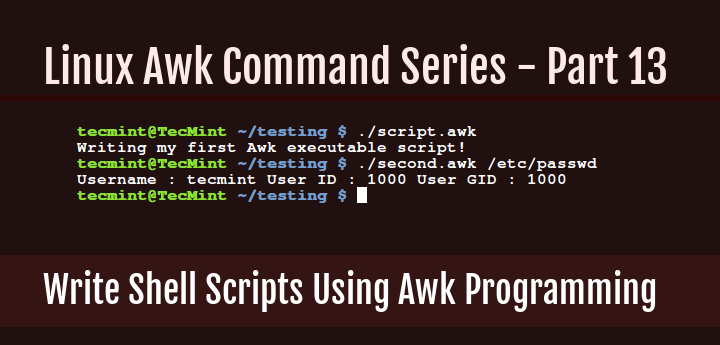 Linux Awk Command Series - Part 13
tecmint@TecMint ~/testing $ ./script.awk
Writing my first Awk executable script!
tecmint@TecMint ~/testing $ ./second.awk /etc/passwd
Username : tecmint User ID : 1000 User GID : 1000
tecmint@TecMint ~/testing $
Write Shell Scripts Using Awk Programming